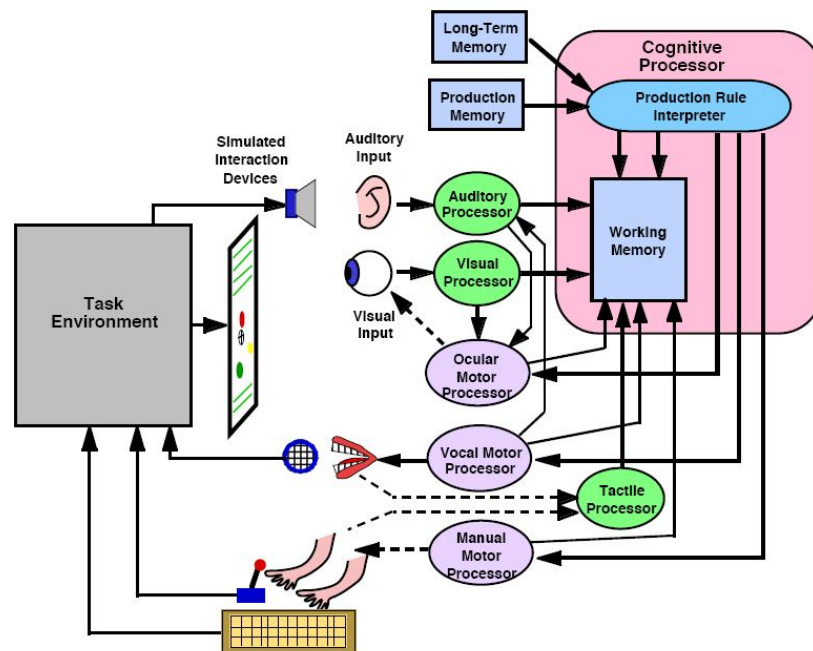 Long-Term
Memory
Cognitive
Processor
Production
Memory
Production Rule
Interpreter
Simulated
Interaction
Devices
Auditory
Input
Auditory
Processor
Working
Memory
Visual
Processor
Task
Environment
Visual
Input
Ocular
Motor
Processor
Vocal Motor
Processor
Tactile
Processor
Manual
Motor
Processor